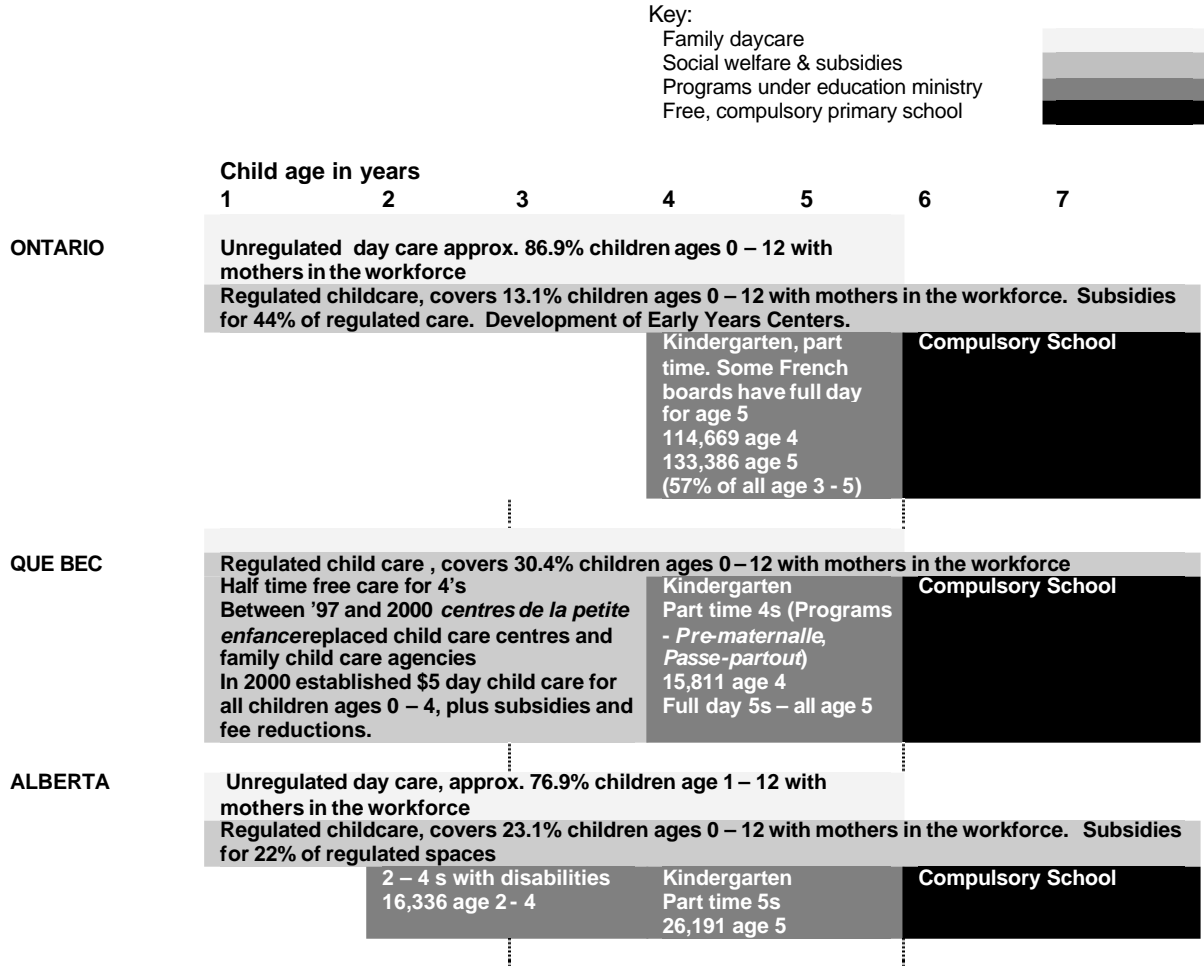 Key:
Family daycare
Social welfare & subsidies
Programs under education ministry
Free, compulsory primary school
Child age in years
1 2 3 4 5 6 7
ONTARIO
Unregulated day care approx. 86.9% children ages 0 – 12 with
mothers in the workforce
Regulated childcare, covers 13.1% children ages 0 – 12 with mothers in the workforce. Subsidies
for 44% of regulated care. Development of Early Years Centers.
Kindergarten, part
time. Some French
boards have full day
for age 5
114,669 age 4
133,386 age 5
(57% of all age 3 - 5)
Compulsory School
QUE BEC
Regulated child care , covers 30.4% children ages 0 – 12 with mothers in the workforce
Half time free care for 4's
Between '97 and 2000 centres de la petite
enfancereplaced child care centres and
family child care agencies
In 2000 established $5 day child care for
all children ages 0 – 4, plus subsidies and
fee reductions.
Kindergarten
Part time 4s (Programs
- Pre-maternalle,
Passe-partout)
15,811 age 4
Full day 5s – all age 5
Compulsory School
ALBERTA
Unregulated day care, approx. 76.9% children age 1 – 12 with
mothers in the workforce
Regulated childcare, covers 23.1% children ages 0 – 12 with mothers in the workforce. Subsidies
for 22% of regulated spaces
2 – 4 s with disabilities
16,336 age 2 - 4
Kindergarten
Part time 5s
26,191 age 5
Compulsory School